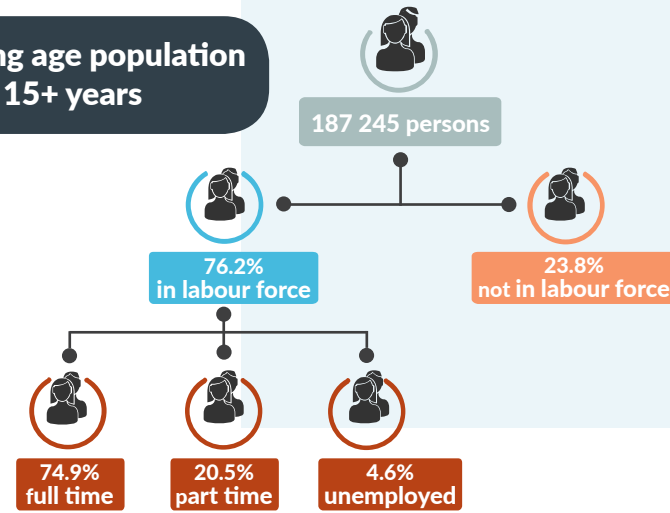 age population
15+ years
187 245 persons
76.2%
in labour force
23.8%
not in labour force
74.9%
full time
20.5%
part time
4.6%
unemployed